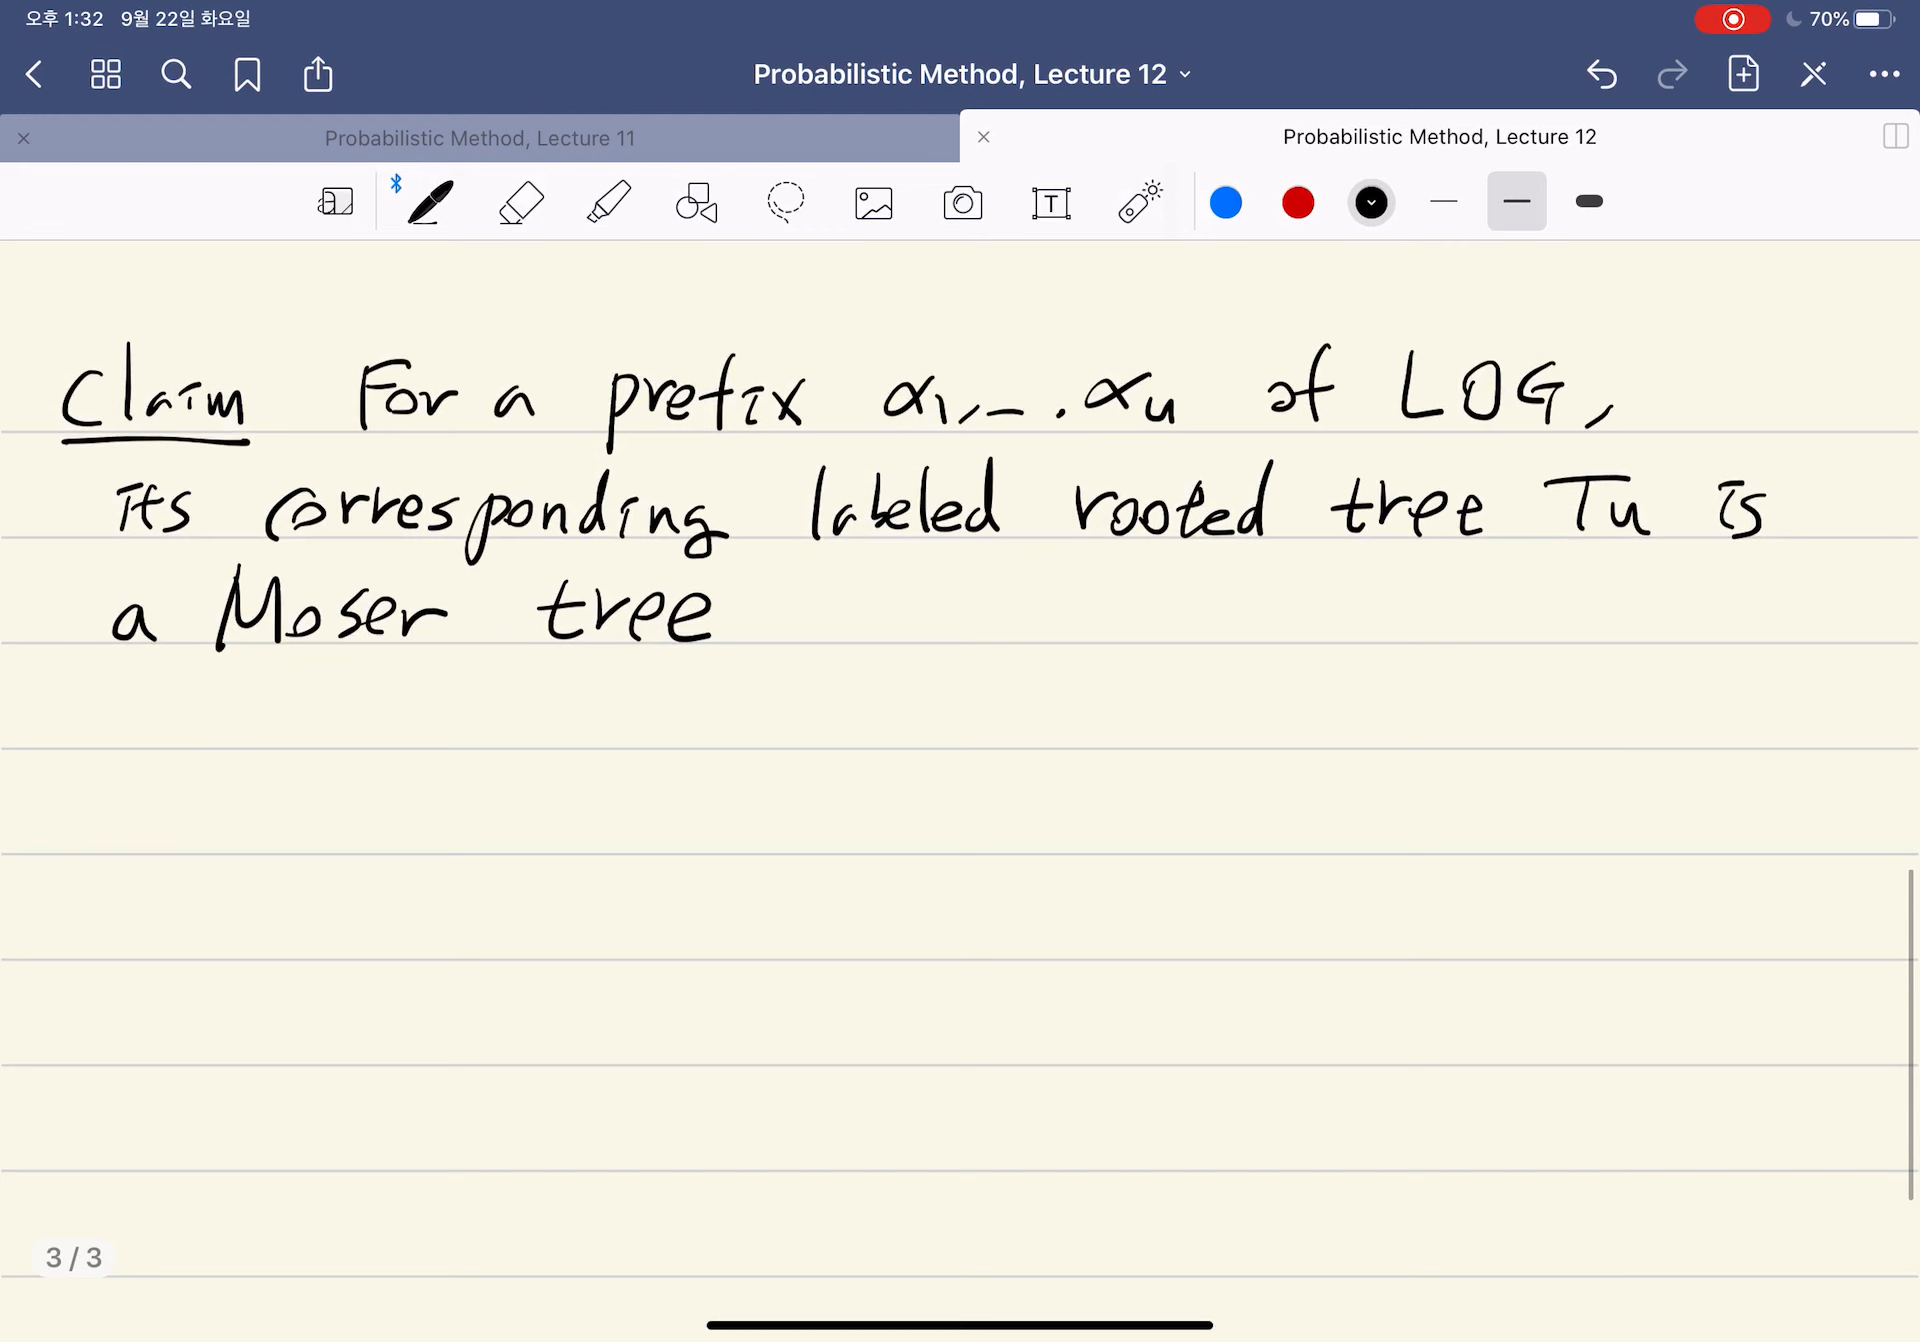 오후 1:32 9월 22일 화요일
70%
Probabilistic Method, Lecture 12
Probabilistic Method, Lecture 11
Probabilistic Method, Lecture 12
Claim For a prefix α1,-.αu of LOG,
its corresponding labeled rooted tree Tu is
a Moser tree
3 / 3